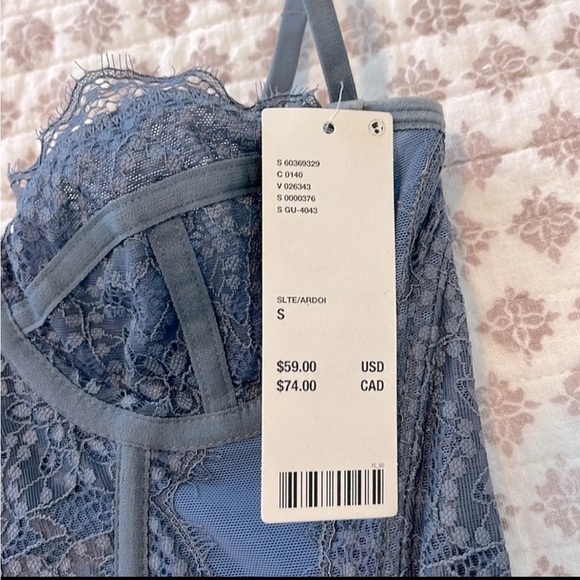 S 60369329
C 0140
V 026343
S 0000376
S GU-4043
SLTE/ARDOI
S
$59.00 USD
$74.00 CAD